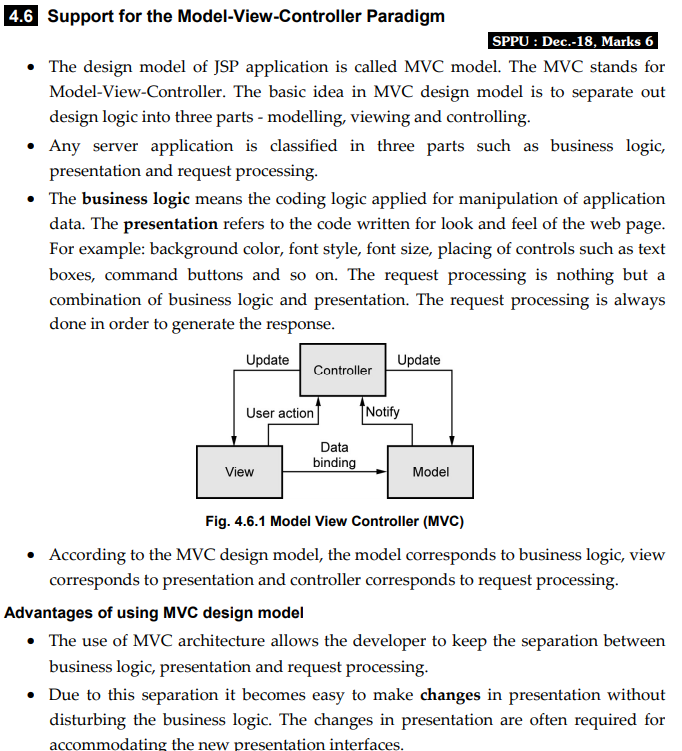 4.6 Support for the Model-View-Controller Paradigm
SPPU : Dec.-18, Marks 6
• The design model of JSP application is called MVC model. The MVC stands for
Model-View-Controller. The basic idea in MVC design model is to separate out
design logic into three parts - modelling, viewing and controlling.
• Any server application is classified in three parts such as business logic,
presentation and request processing.
• The business logic means the coding logic applied for manipulation of application
data. The presentation refers to the code written for look and feel of the web page.
For example: background color, font style, font size, placing of controls such as text
boxes, command buttons and so on. The request processing is nothing but a
combination of business logic and presentation. The request processing is always
done in order to generate the response.
Update
Controller
Update
User action
Notify
Data
binding
View
Model
Fig. 4.6.1 Model View Controller (MVC)
• According to the MVC design model, the model corresponds to business logic, view
corresponds to presentation and controller corresponds to request processing.
Advantages of using MVC design model
• The use of MVC architecture allows the developer to keep the separation between
business logic, presentation and request processing.
• Due to this separation it becomes easy to make changes in presentation without
disturbing the business logic. The changes in presentation are often required for
accommodating the new presentation interfaces.